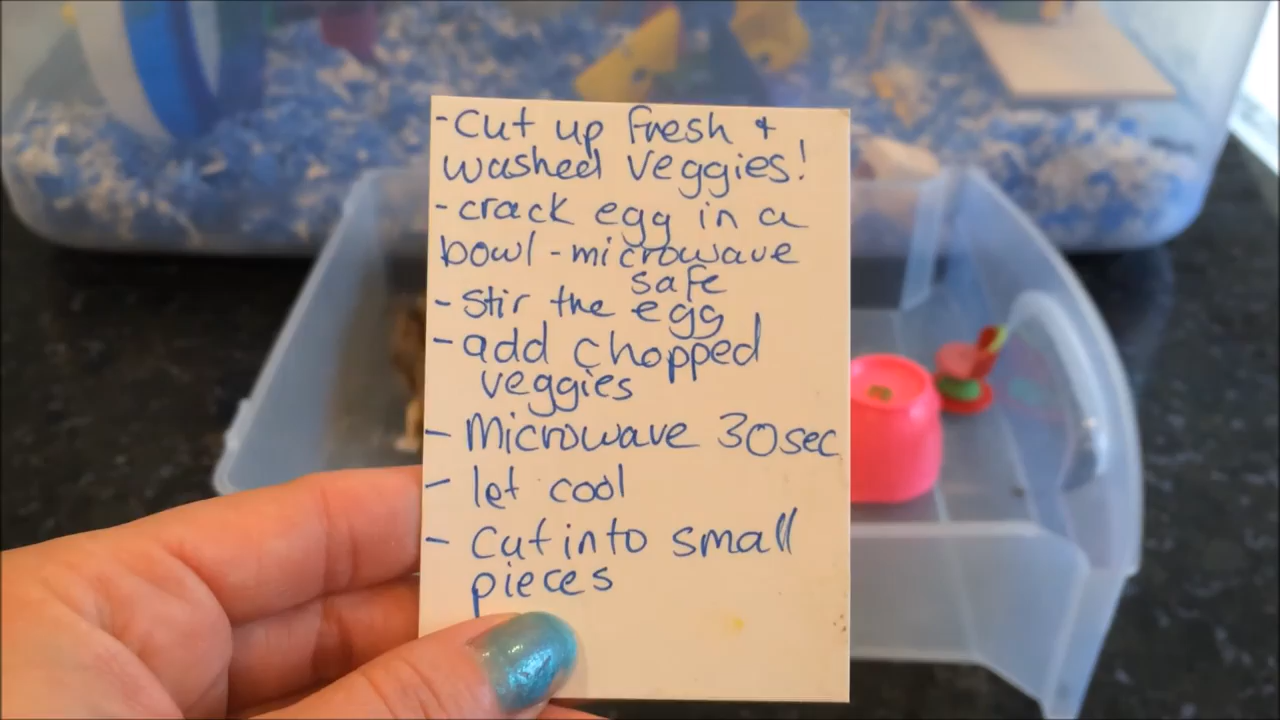 - Cut up fresh +
washed veggies!
- crack egg in a
bowl - microwave
safe
- Stir the egg
- add chopped
veggies
- Microwave 30sec
- let cool
- Cut into small
pieces